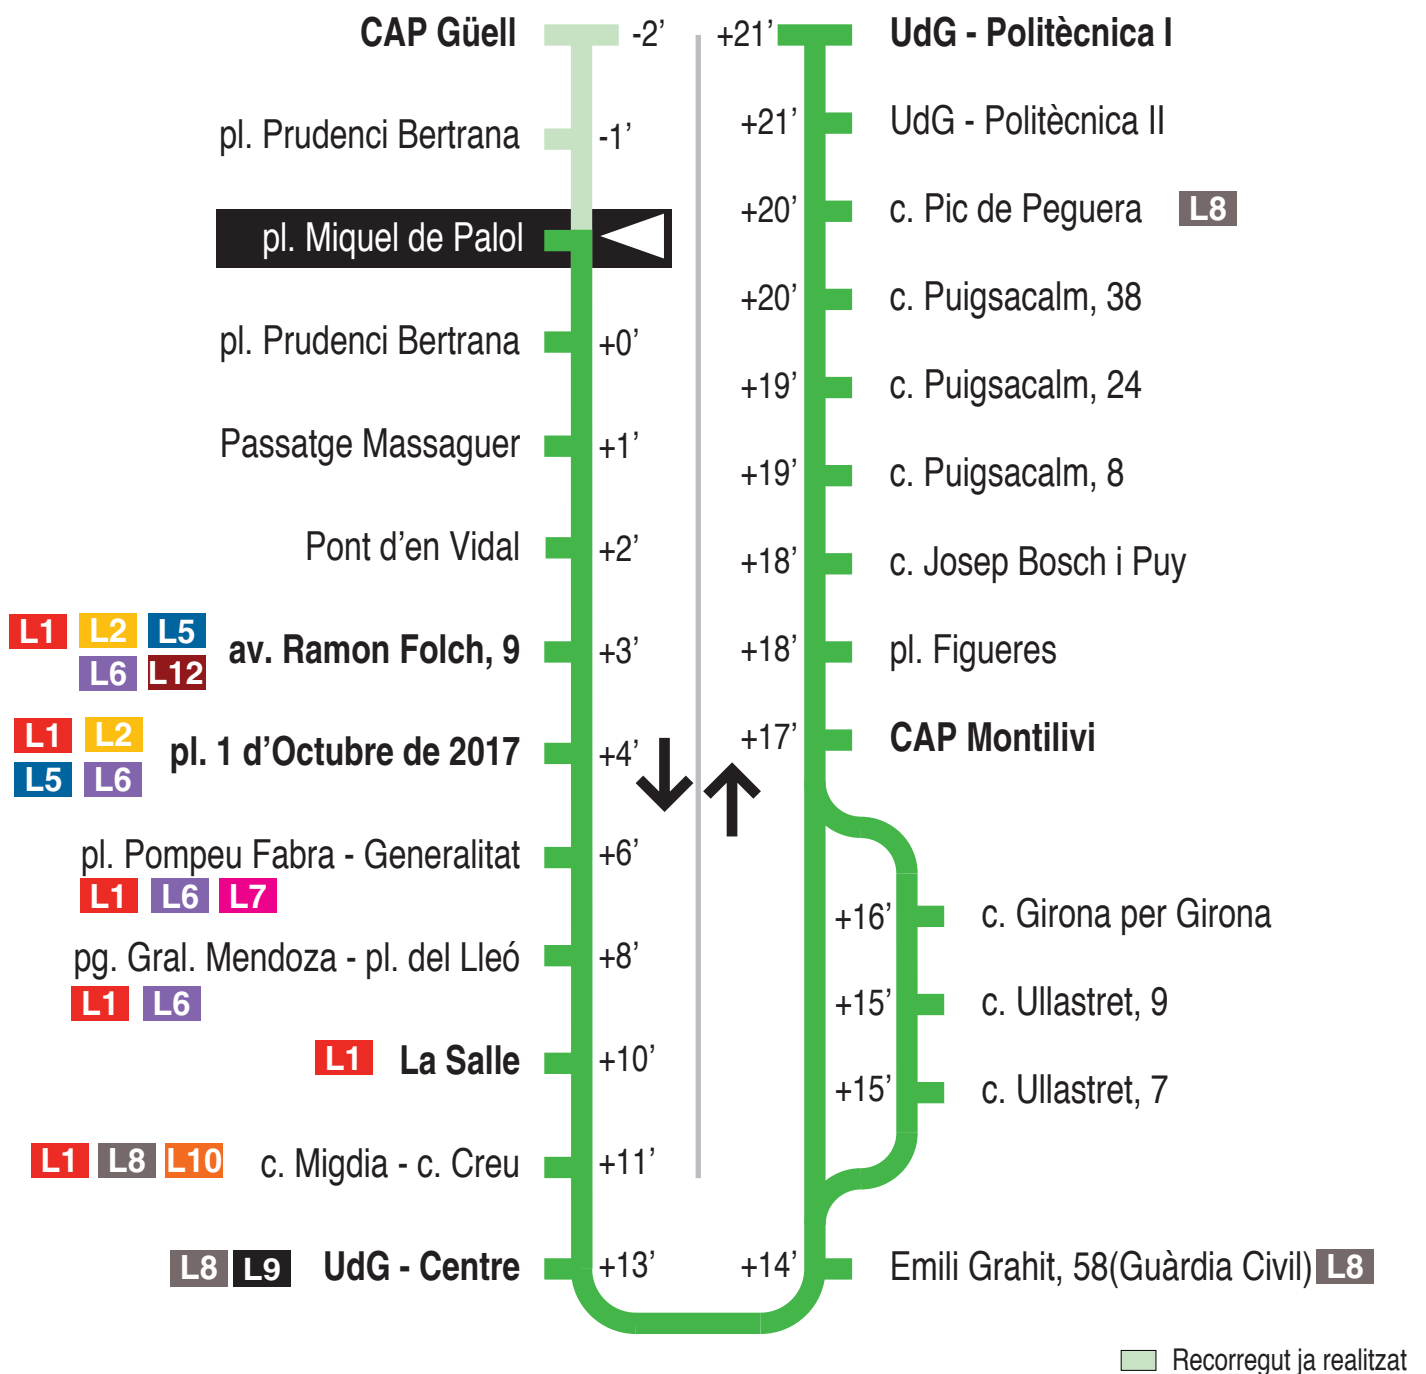 CAP Güell -2’
pl. Prudenci Bertrana -1’
pl. Miquel de Palol
pl. Prudenci Bertrana +0’
Passatge Massaguer +1’
Pont d’en Vidal +2’
L1 L2 L5
L6 L12
av. Ramon Folch, 9 +3’
L1 L2
L5 L6
pl. 1 d’Octubre de 2017 +4’
pl. Pompeu Fabra - Generalitat +6’
L1 L6 L7
pg. Gral. Mendoza - pl. del Lleó +8’
L1 L6
L1 La Salle +10’
L1 L8 L10 c. Migdia - c. Creu +11’
L8 L9 UdG - Centre +13’
+21’ UdG - Politècnica I
+21’ UdG - Politècnica II
+20’ c. Pic de Peguera L8
+20’ c. Puigsacalm, 38
+19’ c. Puigsacalm, 24
+19’ c. Puigsacalm, 8
+18’ c. Josep Bosch i Puy
+18’ pl. Figueres
+17’ CAP Montilivi
+16’ c. Girona per Girona
+15’ c. Ullastret, 9
+15’ c. Ullastret, 7
+14’ Emili Grahit, 58(Guàrdia Civil) L8
Recorregut ja realitzat